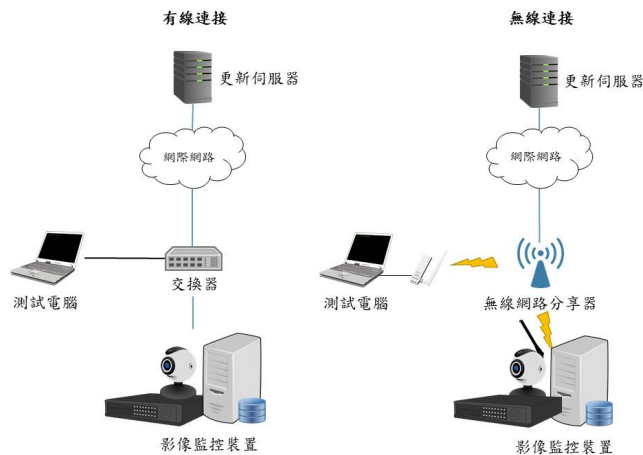 有線連接
更新伺服器
網際網路
測試電腦
交換器
影像監控裝置
無線連接
更新伺服器
網際網路
測試電腦
無線網路分享器
影像監控裝置